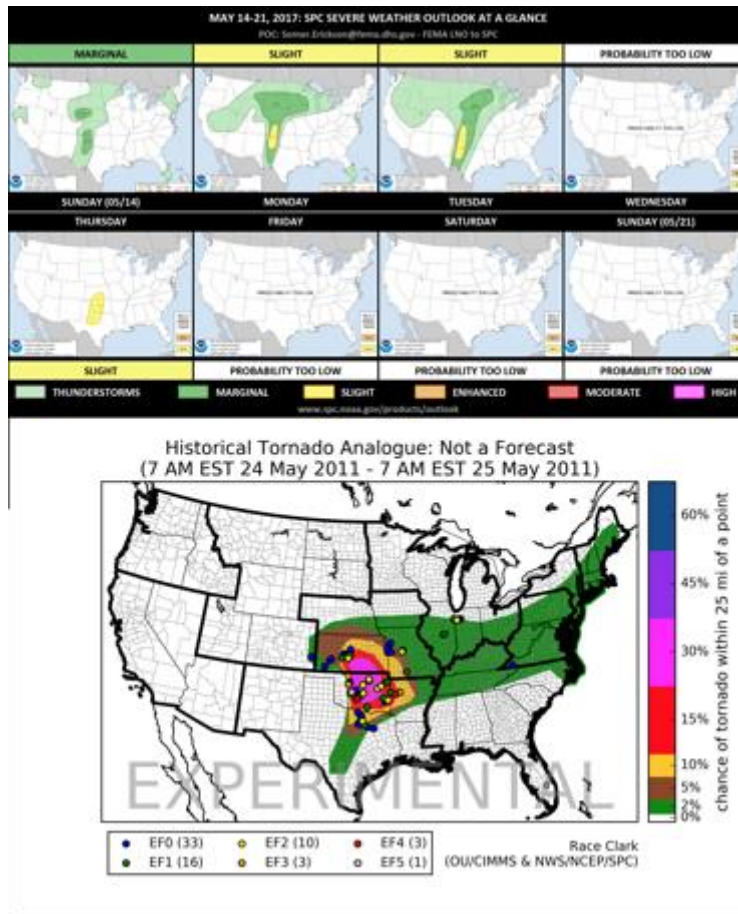 MAY 14-21, 2017: SPC SEVERE WEATHER OUTLOOK AT A GLANCE
POC: Somer.Erickson@fema.dhs.gov - FEMA LNO to SPC
MARGINAL
SLIGHT
SLIGHT
PROBABILITY TOO LOW
SUNDAY (05/14)
MONDAY
TUESDAY
WEDNESDAY
THURSDAY
FRIDAY
SATURDAY
SUNDAY (05/21)
SLIGHT
PROBABILITY TOO LOW
PROBABILITY TOO LOW
PROBABILITY TOO LOW
THUNDERSTORMS
MARGINAL
SLIGHT
ENHANCED
MODERATE
HIGH
www.spc.noaa.gov/products/outlook
Historical Tornado Analogue: Not a Forecast
(7 AM EST 24 May 2011 - 7 AM EST 25 May 2011)
60%
45%
30%
15%
10%
5%
2%
0%
chance of tornado within 25 mi of a point
EXPERIMENTAL
EF0 (33)
EF2 (10)
EF4 (3)
EF1 (16)
EF3 (3)
EF5 (1)
Race Clark
(OU/CIMMS & NWS/NCEP/SPC)